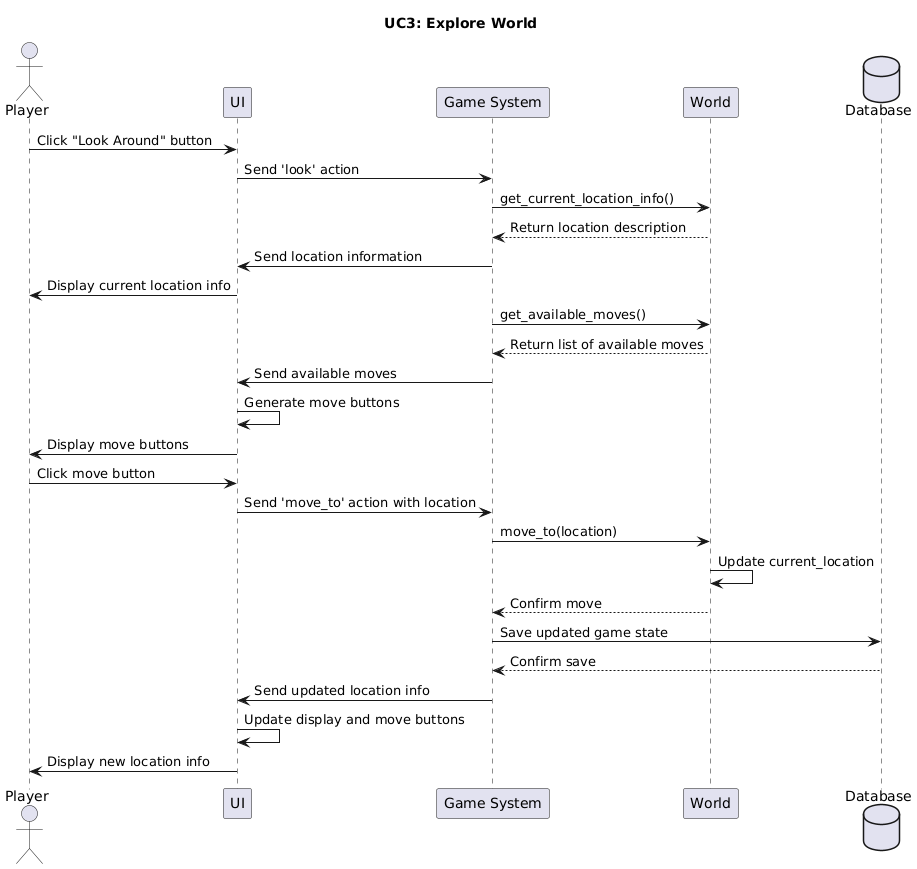 UC3: Explore World
Player
UI
Game System
World
Database
Click "Look Around" button
Send 'look' action
get_current_location_info()
Return location description
Send location information
Display current location info
get_available_moves()
Return list of available moves
Send available moves
Generate move buttons
Display move buttons
Click move button
Send 'move_to' action with location
move_to(location)
Update current_location
Confirm move
Save updated game state
Confirm save
Send updated location info
Update display and move buttons
Display new location info
Player
UI
Game System
World
Database